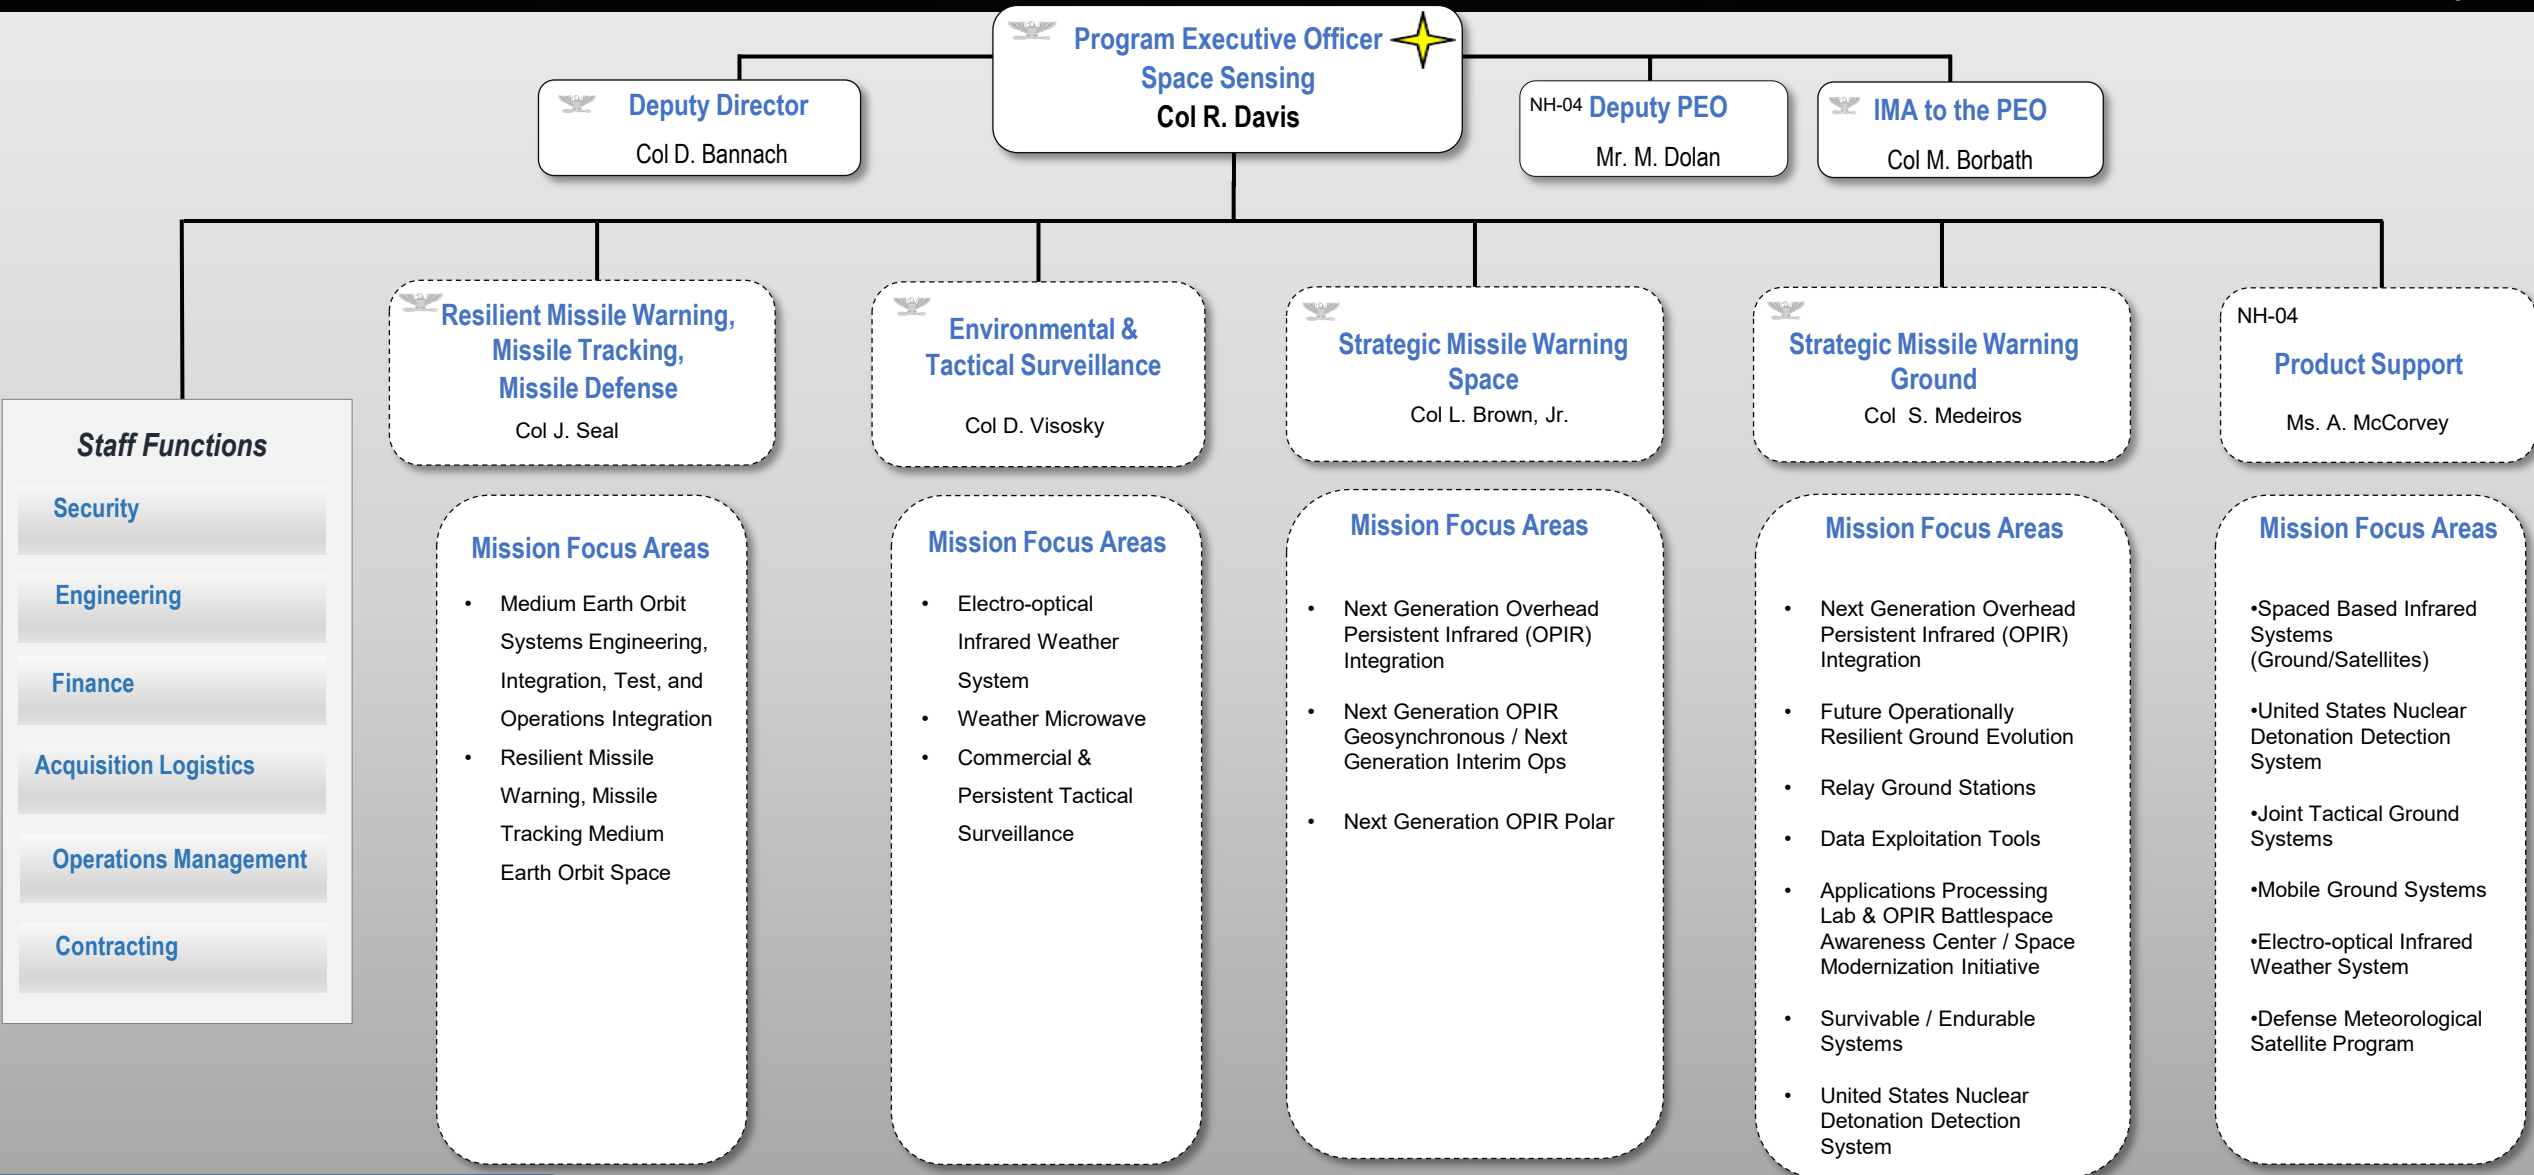 Program Executive Officer
Space Sensing
Col R. Davis
Deputy Director
Col D. Bannach
NH-04 Deputy PEO
Mr. M. Dolan
IMA to the PEO
Col M. Borbath
Staff Functions
Security
Engineering
Finance
Acquisition Logistics
Operations Management
Contracting
Resilient Missile Warning,
Missile Tracking,
Missile Defense
Col J. Seal
Mission Focus Areas
• Medium Earth Orbit
Systems Engineering,
Integration, Test, and
Operations Integration
• Resilient Missile
Warning, Missile
Tracking Medium
Earth Orbit Space
Environmental &
Tactical Surveillance
Col D. Visosky
Mission Focus Areas
• Electro-optical
Infrared Weather
System
• Weather Microwave
• Commercial &
Persistent Tactical
Surveillance
Strategic Missile Warning
Space
Col L. Brown, Jr.
Mission Focus Areas
• Next Generation Overhead
Persistent Infrared (OPIR)
Integration
• Next Generation OPIR
Geosynchronous / Next
Generation Interim Ops
• Next Generation OPIR Polar
Strategic Missile Warning
Ground
Col S. Medeiros
Mission Focus Areas
• Next Generation Overhead
Persistent Infrared (OPIR)
Integration
• Future Operationally
Resilient Ground Evolution
• Relay Ground Stations
• Data Exploitation Tools
• Applications Processing
Lab & OPIR Battlespace
Awareness Center / Space
Modernization Initiative
• Survivable / Endurable
Systems
• United States Nuclear
Detonation Detection
System
NH-04
Product Support
Ms. A. McCorvey
Mission Focus Areas
•Spaced Based Infrared
Systems
(Ground/Satellites)
•United States Nuclear
Detonation Detection
System
•Joint Tactical Ground
Systems
•Mobile Ground Systems
•Electro-optical Infrared
Weather System
•Defense Meteorological
Satellite Program